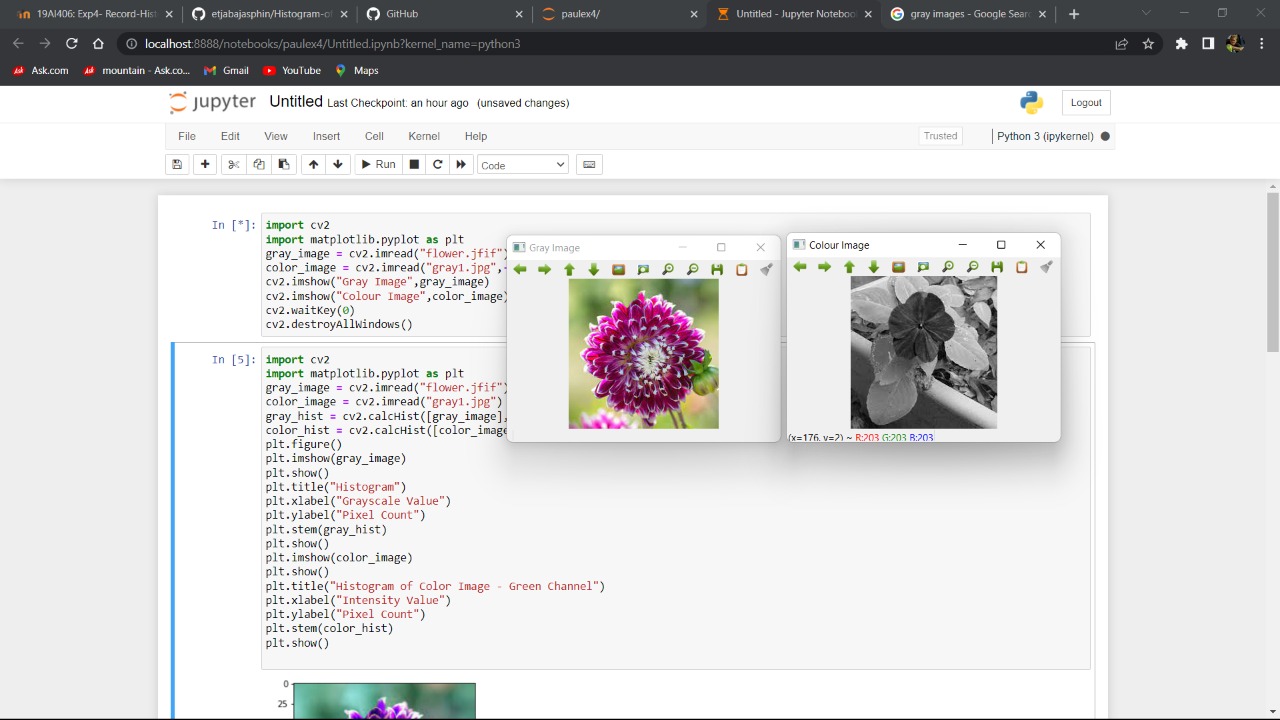 19AI406: Exp4- Record-His
etjabajasphin/Histogram-of
GitHub
paulex4/
Untitled - Jupyter Notebook
gray images - Google Search
localhost:8888/notebooks/paulex4/Untitled.ipynb?kernel_name=python3
Ask.com
mountain - Ask.co...
Gmail
YouTube
Maps
jupyter Untitled Last Checkpoint: an hour ago (unsaved changes)
Logout
File Edit View Insert Cell Kernel Help
Trusted
Python 3 (ipykernel)
Run
Code
In [*]:
import cv2
import matplotlib.pyplot as plt
gray_image = cv2.imread("flower.jfif")
color_image = cv2.imread("gray1.jpg",
cv2.imshow("Gray Image",gray_image)
cv2.imshow("Colour Image",color_image)
cv2.waitKey(0)
cv2.destroyAllWindows()
Gray Image
Colour Image
(x=176, y=2) ~ R:203 G:203 B:203
In [5]:
import cv2
import matplotlib.pyplot as plt
gray_image = cv2.imread("flower.jfif")
color_image = cv2.imread("gray1.jpg")
gray_hist = cv2.calcHist([gray_image],
color_hist = cv2.calcHist([color_image
plt.figure()
plt.imshow(gray_image)
plt.show()
plt.title("Histogram")
plt.xlabel("Grayscale Value")
plt.ylabel("Pixel Count")
plt.stem(gray_hist)
plt.show()
plt.imshow(color_image)
plt.show()
plt.title("Histogram of Color Image - Green Channel")
plt.xlabel("Intensity Value")
plt.ylabel("Pixel Count")
plt.stem(color_hist)
plt.show()
0
25